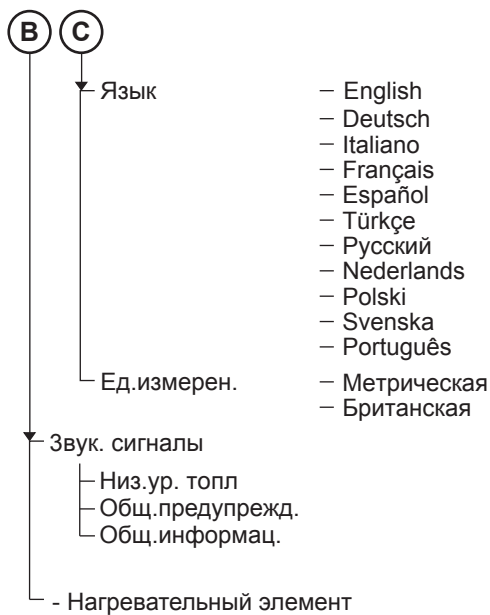 B C
Язык – English
– Deutsch
– Italiano
– Français
– Español
– Türkçe
– Русский
– Nederlands
– Polski
– Svenska
– Português
Ед.измерен. – Метрическая
– Британская
Звук. сигналы
Низ.ур. топл
Общ.предупрежд.
Общ.информац.
- Нагревательный элемент